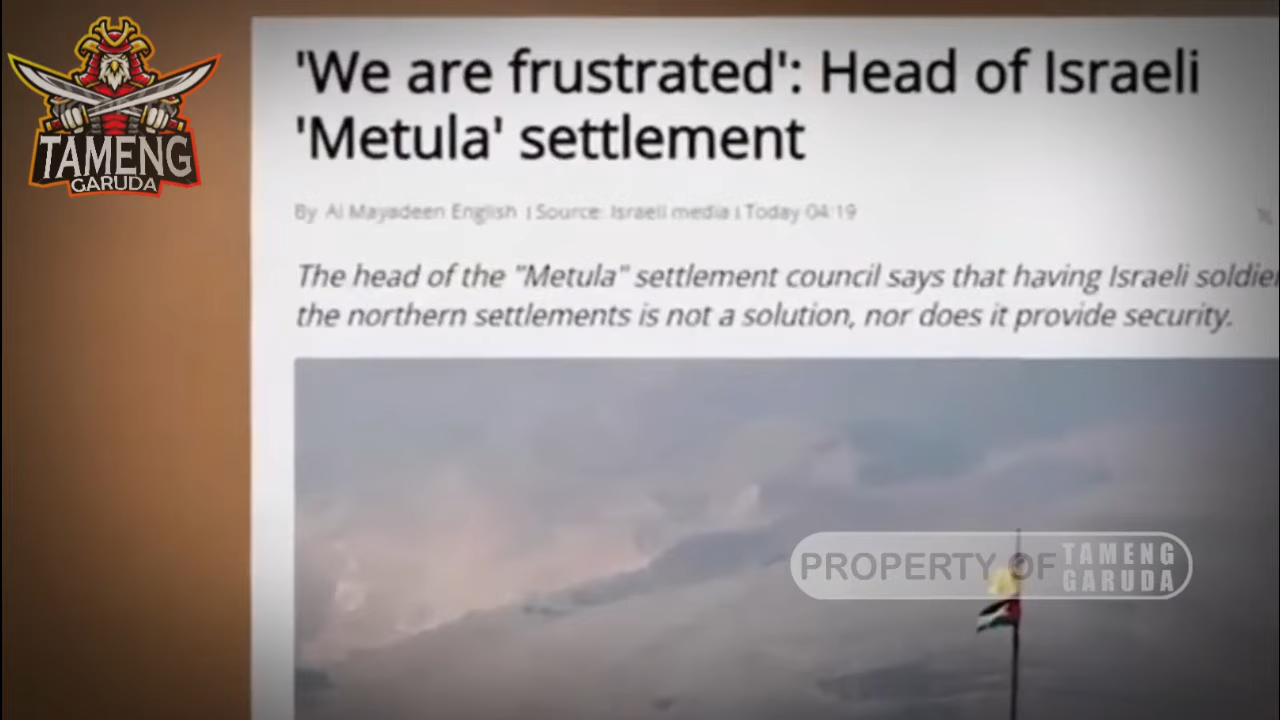 TAMENG
GARUDA
'We are frustrated': Head of Israeli
'Metula' settlement
By Al Mayadeen English | Source: Israeli media | Today 04:19
The head of the "Metula" settlement council says that having Israeli
the northern settlements is not a solution, nor does it provide security.
PROPERTY OF TAMENG
GARUDA